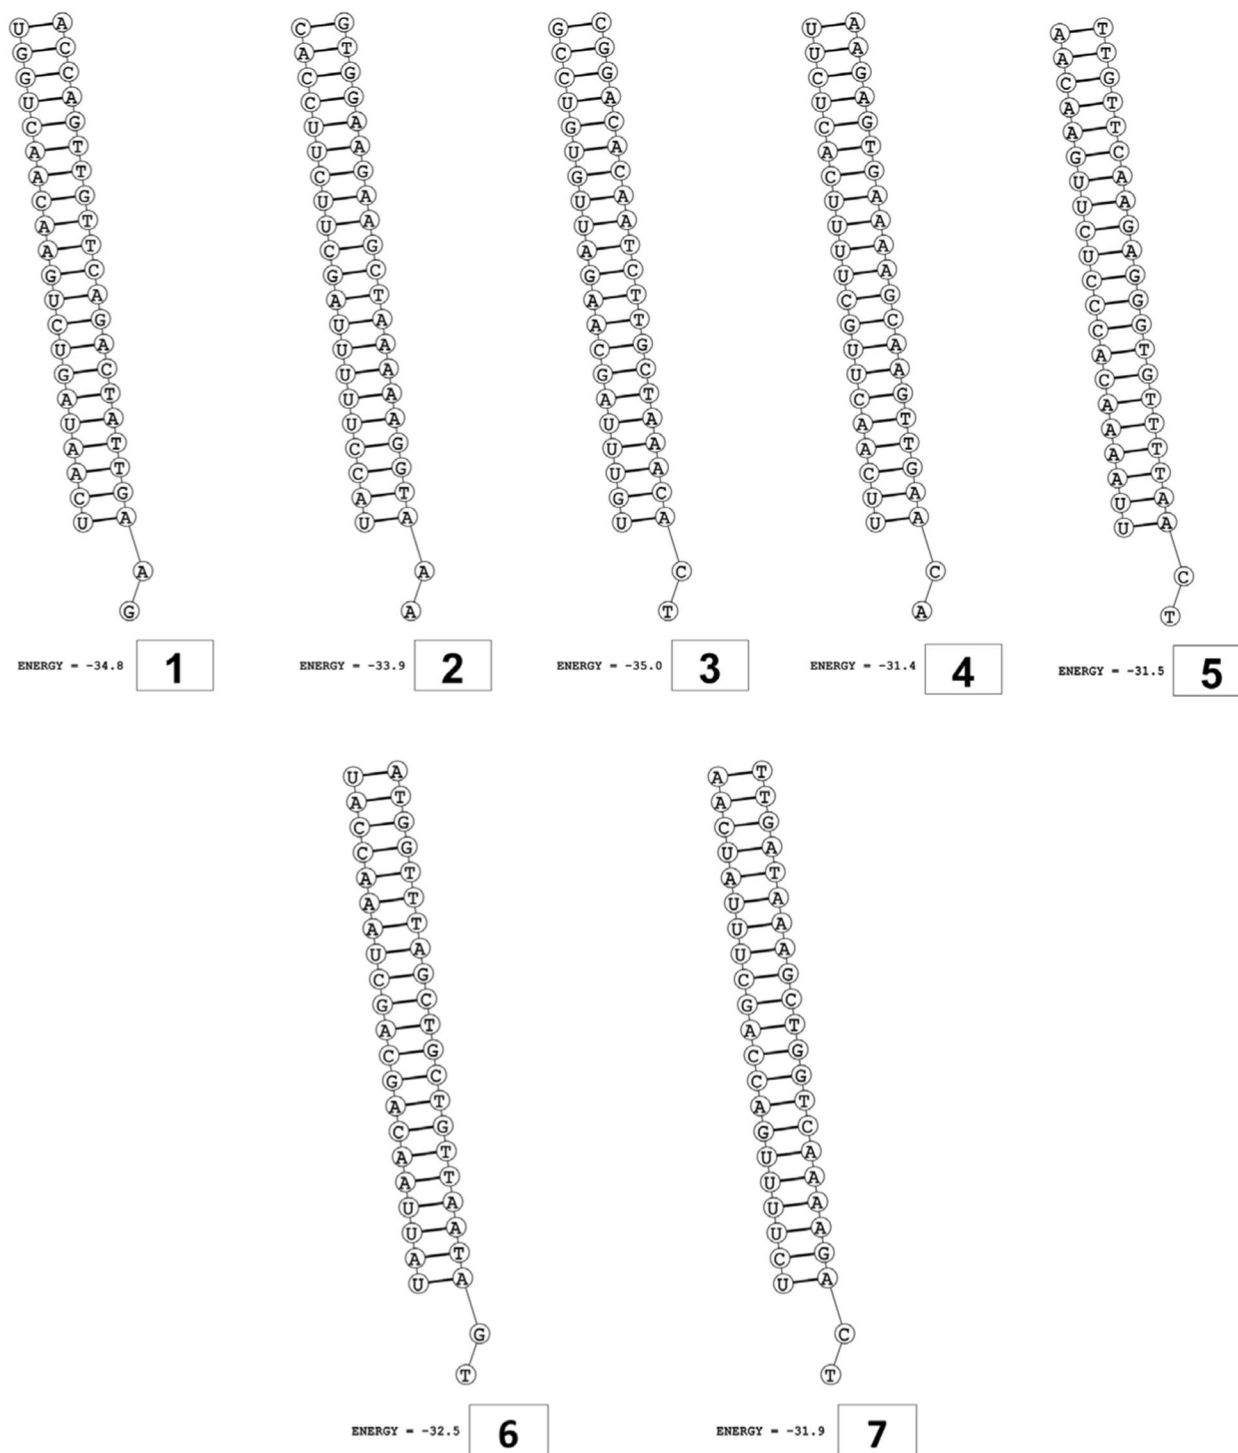 U G G U C A A C A A G U C U G A U A A C U
A C C A G T T G T T C A G A C T A T T G A A G
ENERGY = -34.8
1
C A C C U U C U U C G A U U U U U C C A U
G T G G A A G A A G C T A A A A A G G T A A A
ENERGY = -33.9
2
G C C U G U G U U A G A A C G A U U U G U
C G G A C A C A A T C T T G C T A A A C A C T
ENERGY = -35.0
3
U U C U C A C U U U U C G U U C A A C U U
A A G A G T G A A A A G C A A G T T G A A C A
ENERGY = -31.4
4
A A C A A G U U C U C C C A C A A A A U U
T T G T T C A A G A G G G T G T T T T A A C T
ENERGY = -31.5
5
U A C C A A A U C G A C G A C A A U U A U
A T G G T T T A G C T G C T G T T A A T A G T
ENERGY = -32.5
6
A A C U A U U U C G A C C A G U U U U C U
T T G A T A A A G C T G G T C A A A A G A C T
ENERGY = -31.9
7